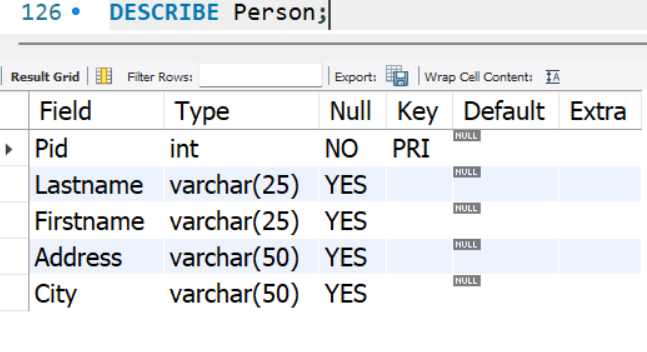 126 DESCRIBE Person;
Result Grid Filter Rows: Export: Wrap Cell Content: IA
Field Type Null Key Default Extra
Pid int NO PRI NULL
Lastname varchar(25) YES NULL
Firstname varchar(25) YES NULL
Address varchar(50) YES NULL
City varchar(50) YES NULL